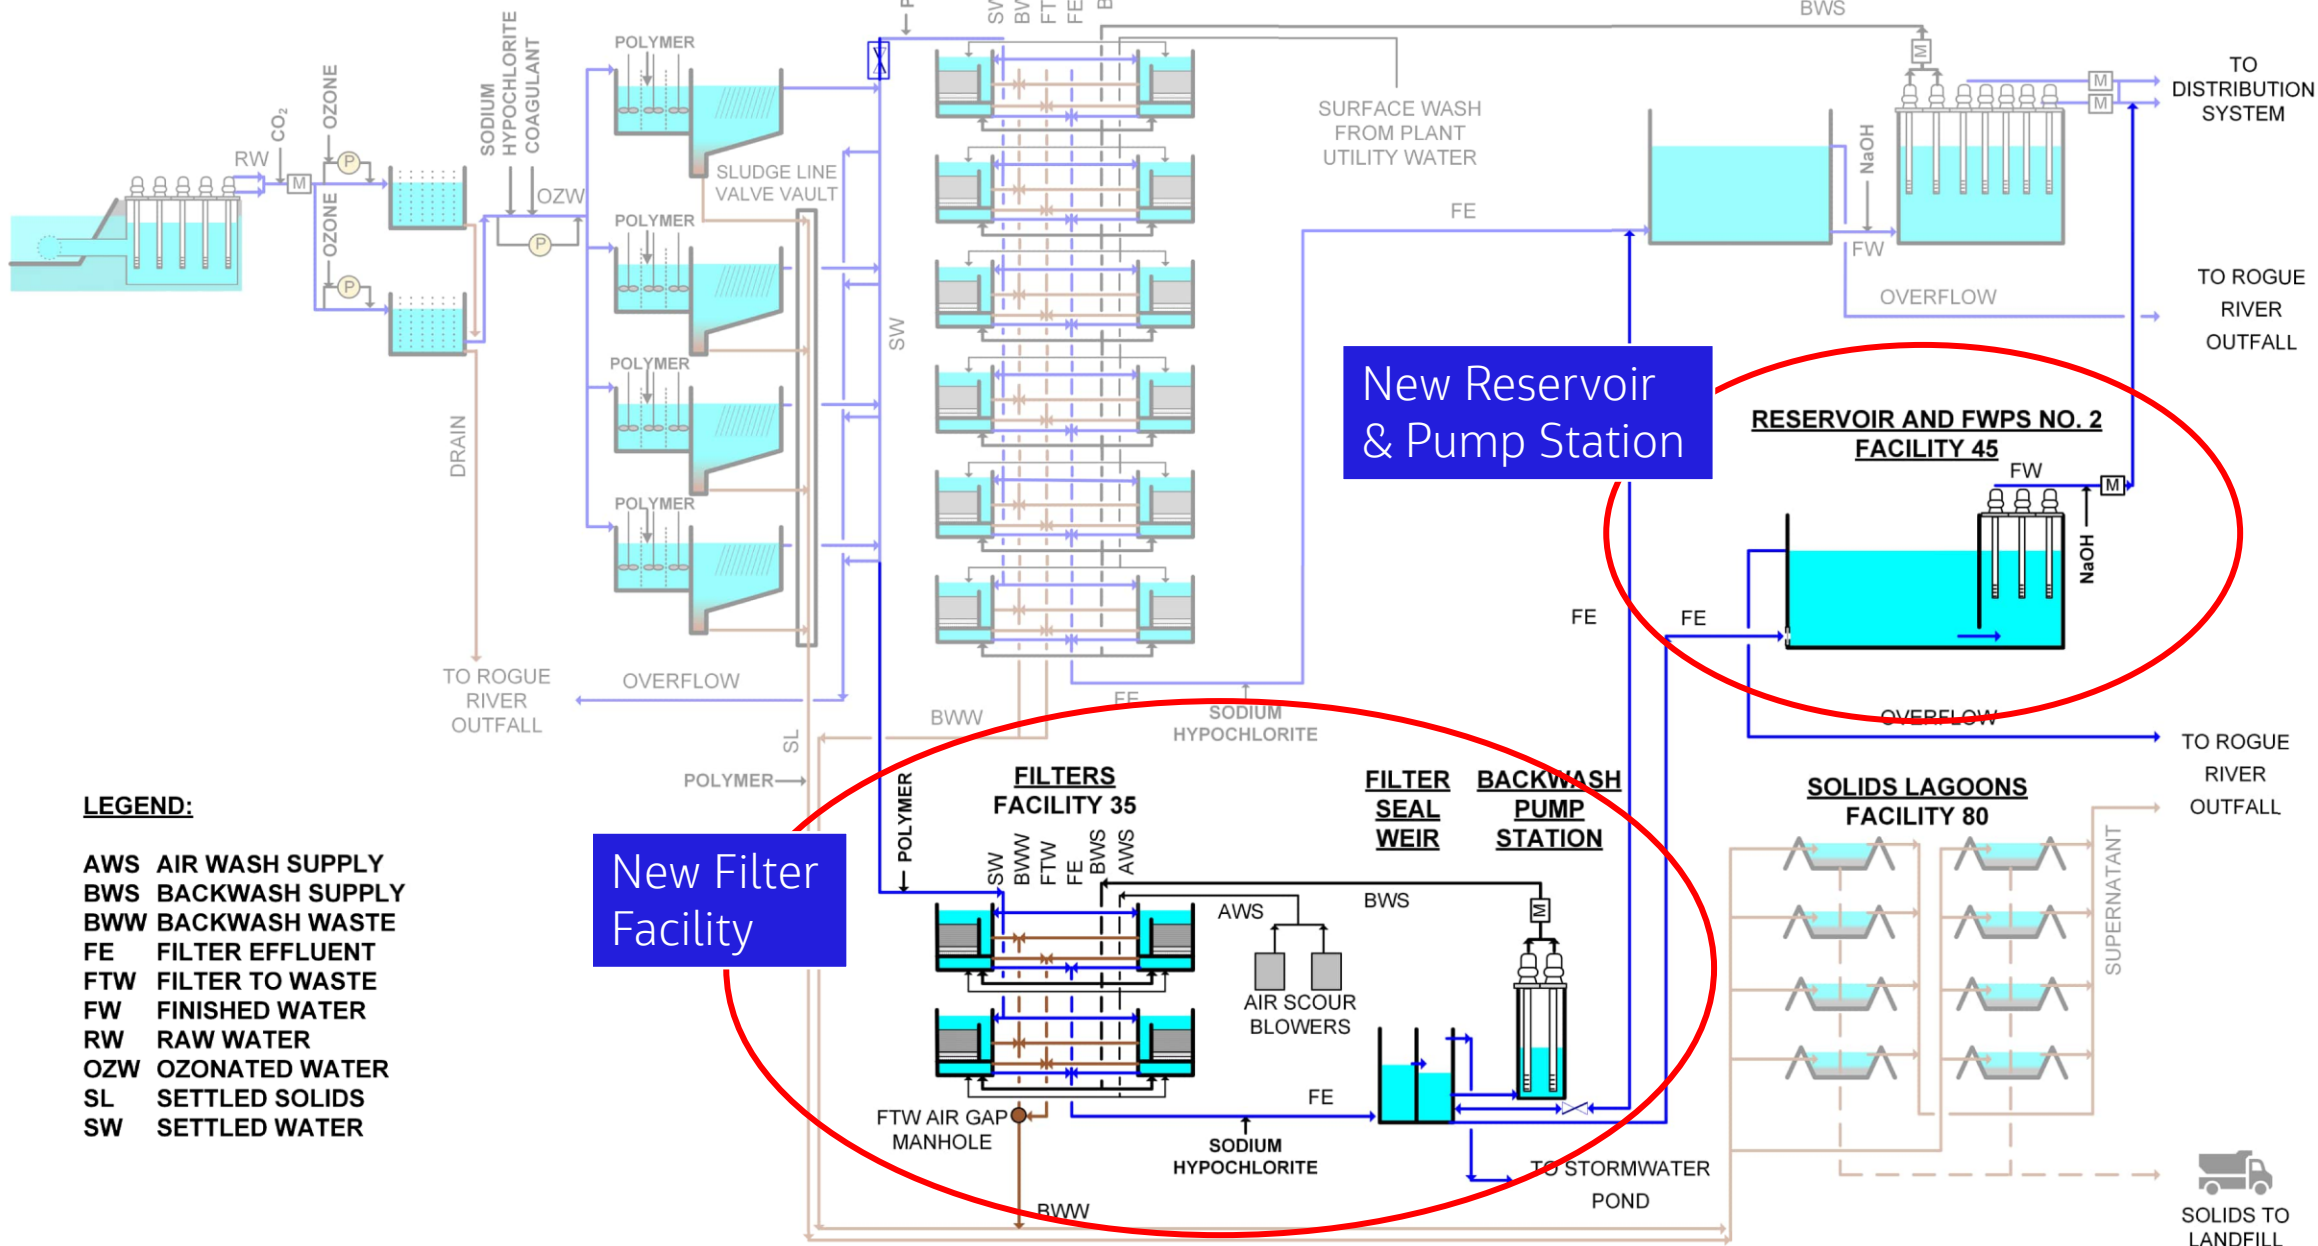 BWS
SW
BW
FT
FE
B
TO
DISTRIBUTION
SYSTEM
M
M
M
POLYMER
SODIUM
HYPOCHLORITE
COAGULANT
OZONE
CO2
RW
M
P
OZONE
P
OZW
P
SLUDGE LINE
VALVE VAULT
POLYMER
POLYMER
POLYMER
SW
SURFACE WASH
FROM PLANT
UTILITY WATER
FE
NaOH
FW
OVERFLOW
TO ROGUE
RIVER
OUTFALL
New Reservoir
& Pump Station
RESERVOIR AND FWPS NO. 2
FACILITY 45
FW
M
NaOH
FE
FE
OVERFLOW
TO ROGUE
RIVER
OUTFALL
DRAIN
TO ROGUE
RIVER
OUTFALL
OVERFLOW
SL
BWW
FE
SODIUM
HYPOCHLORITE
POLYMER
POLYMER
New Filter
Facility
FILTERS
FACILITY 35
SW
BWW
FTW
FE
BWS
AWS
FILTER
SEAL
WEIR
BACKWASH
PUMP
STATION
BWS
M
AWS
AIR SCOUR
BLOWERS
FTW AIR GAP
MANHOLE
FE
SODIUM
HYPOCHLORITE
TO STORMWATER
POND
BWW
SOLIDS LAGOONS
FACILITY 80
SUPERNATANT
SOLIDS TO
LANDFILL
LEGEND:
AWS AIR WASH SUPPLY
BWS BACKWASH SUPPLY
BWW BACKWASH WASTE
FE FILTER EFFLUENT
FTW FILTER TO WASTE
FW FINISHED WATER
RW RAW WATER
OZW OZONATED WATER
SL SETTLED SOLIDS
SW SETTLED WATER